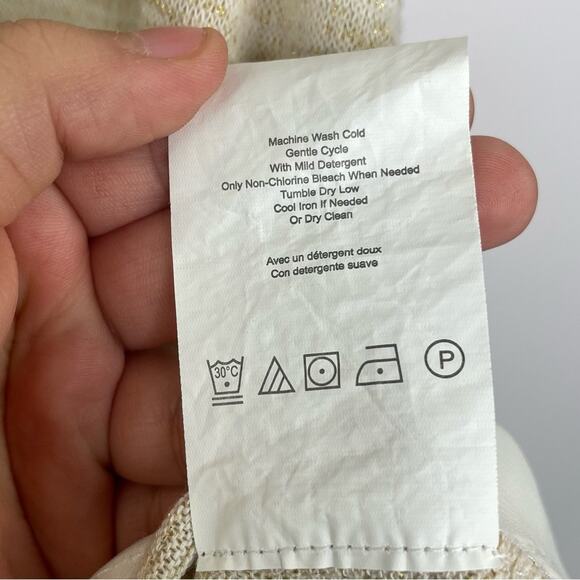 Machine Wash Cold
Gentle Cycle
With Mild Detergent
Only Non-Chlorine Bleach When Needed
Tumble Dry Low
Cool Iron If Needed
Or Dry Clean
Avec un détergent doux
Con detergente suave
30°C
P